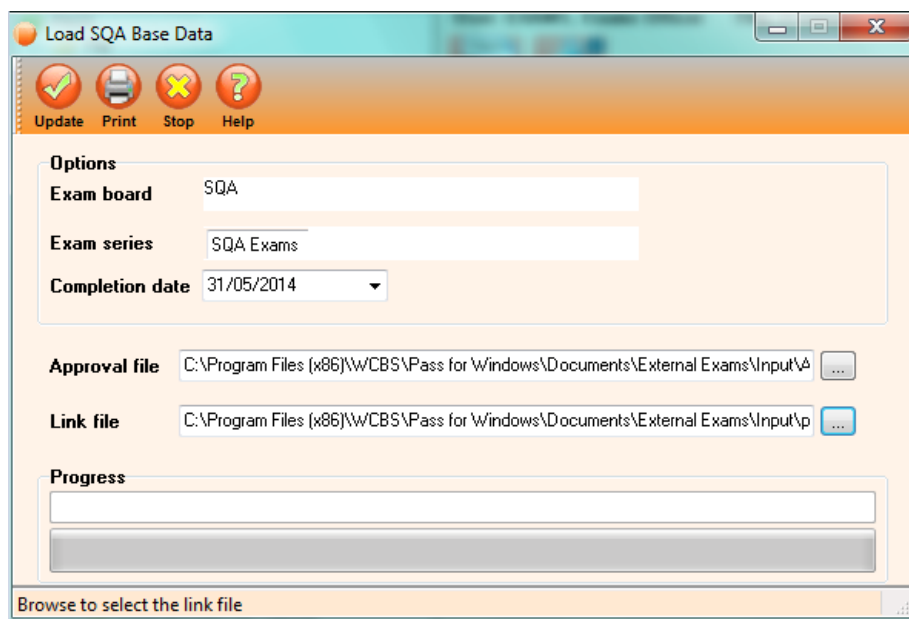 Load SQA Base Data
Update Print Stop Help
Options
Exam board SQA
Exam series SQA Exams
Completion date 31/05/2014
Approval file C:\Program Files (x86)\WCBS\Pass for Windows\Documents\External Exams\Input\A ...
Link file C:\Program Files (x86)\WCBS\Pass for Windows\Documents\External Exams\Input\p ...
Progress
Browse to select the link file